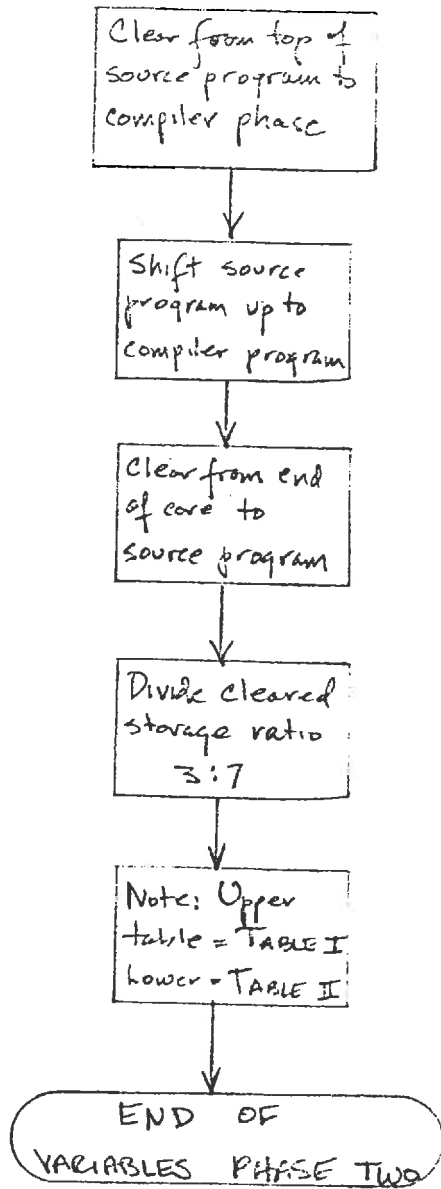 Clear from top of
source program to
compiler phase
Shift source
program up to
compiler program
Clear from end
of core to
source program
Divide cleared
storage ratio
3:7
Note: Upper
table = TABLE I
Lower = TABLE II
END OF
VARIABLES PHASE TWO